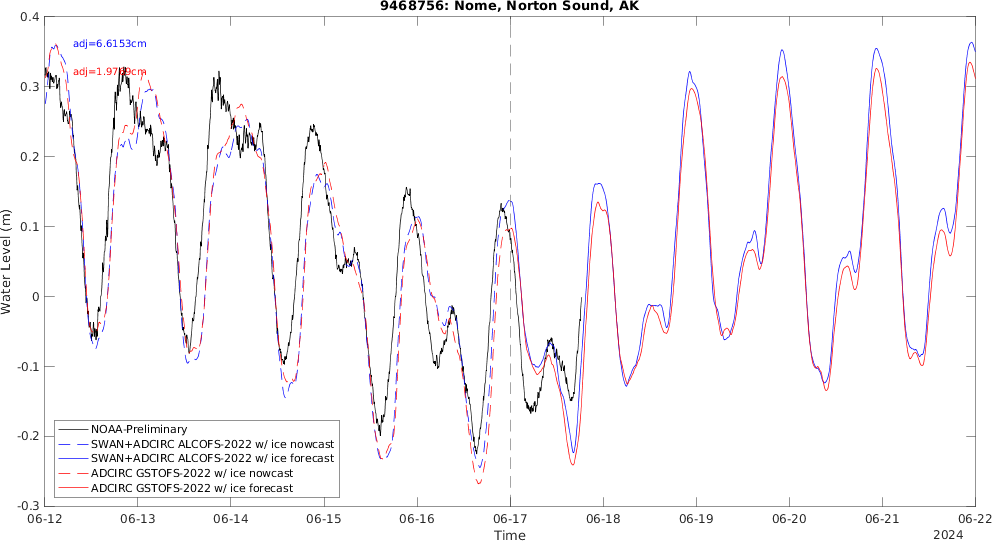 9468756: Nome, Norton Sound, AK
adj=6.6153cm
0.4
0.3
0.2
0.1
0
-0.1
-0.2
-0.3
Water Level (m)
NOAA-Preliminary
SWAN+ADCIRC ALCOFS-2022 w/ ice nowcast
SWAN+ADCIRC ALCOFS-2022 w/ ice forecast
ADCIRC GSTOFS-2022 w/ ice nowcast
ADCIRC GSTOFS-2022 w/ ice forecast
06-12 06-13 06-14 06-15 06-16 06-17 06-18 06-19 06-20 06-21 06-22
Time
2024